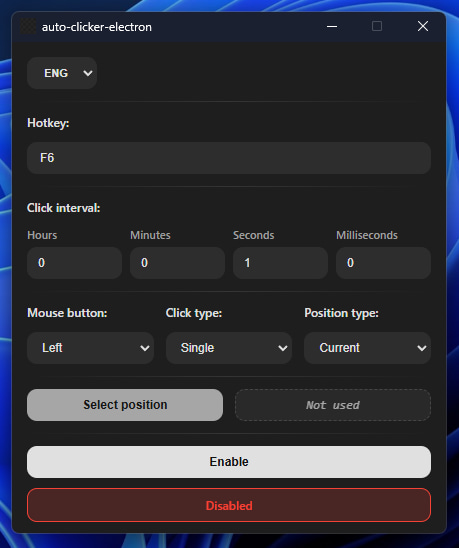 auto-clicker-electron
ENG
Hotkey:
F6
Click interval:
Hours Minutes Seconds Milliseconds
0 0 1 0
Mouse button: Click type: Position type:
Left Single Current
Select position Not used
Enable
Disabled